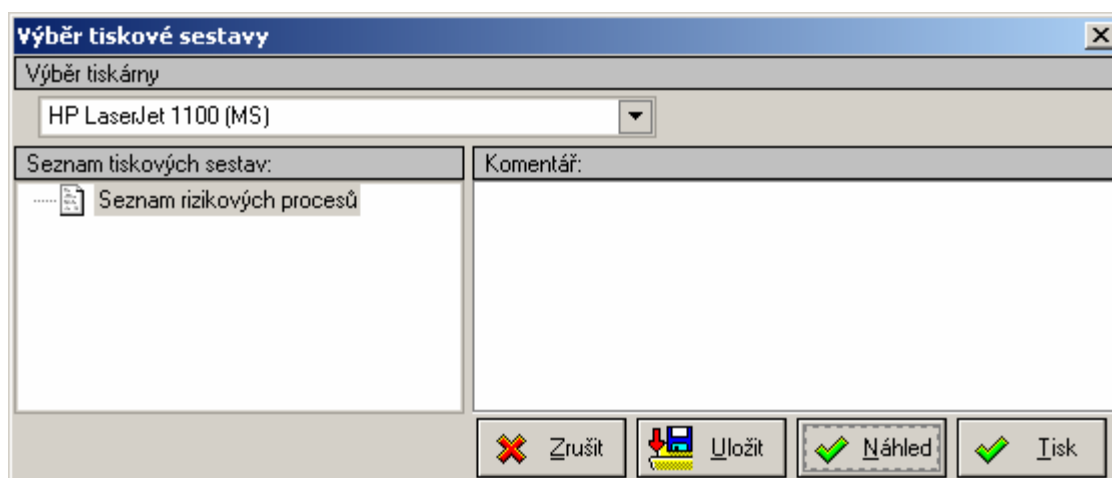 Výběr tiskové sestavy
Výběr tiskárny
HP LaserJet 1100 (MS)
Seznam tiskových sestav:
Komentář:
Seznam rizikových procesů
Zrušit
Uložit
Náhled
Tisk